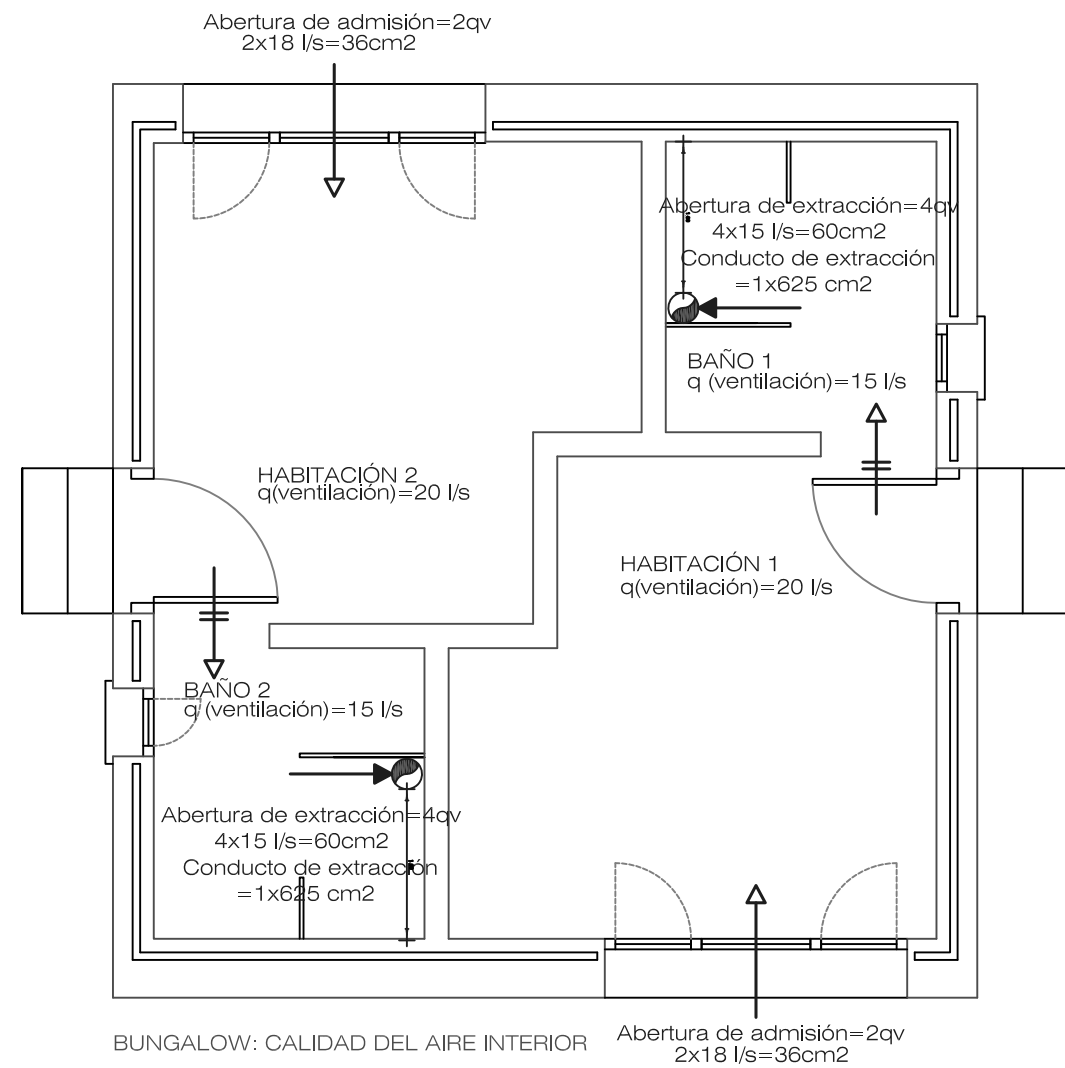 Abertura de admisión=2qv
2x18 l/s=36cm2
Abertura de extracción=4qv
4x15 l/s=60cm2
Conducto de extracción
=1x625 cm2
BAÑO 1
q (ventilación)=15 l/s
HABITACIÓN 2
q(ventilación)=20 l/s
HABITACIÓN 1
q(ventilación)=20 l/s
BAÑO 2
q (ventilación)=15 l/s
Abertura de extracción=4qv
4x15 l/s=60cm2
Conducto de extracción
=1x625 cm2
BUNGALOW: CALIDAD DEL AIRE INTERIOR
Abertura de admisión=2qv
2x18 l/s=36cm2